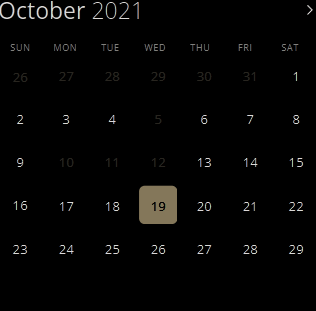 October 2021
SUN MON TUE WED THU FRI SAT
26 27 28 29 30 31 1
2 3 4 5 6 7 8
9 10 11 12 13 14 15
16 17 18 19 20 21 22
23 24 25 26 27 28 29